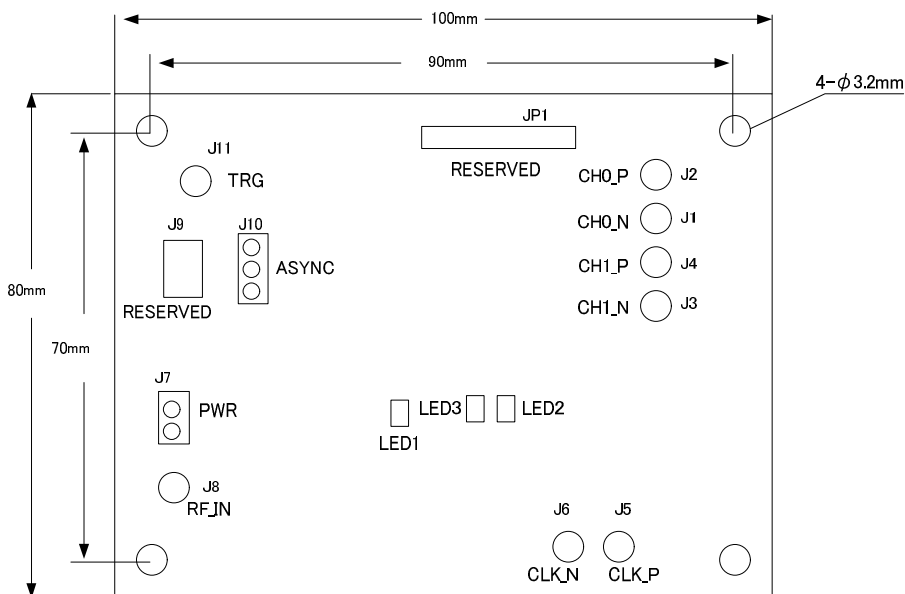 100mm
90mm
4-ϕ3.2mm
JP1
RESERVED
J11
TRG
CH0_P
J2
CH0_N
J1
J9
J10
CH1_P
J4
ASYNC
80mm
CH1_N
J3
RESERVED
70mm
J7
PWR
LED3
LED2
LED1
J8
RF_IN
J6
J5
CLK_N
CLK_P